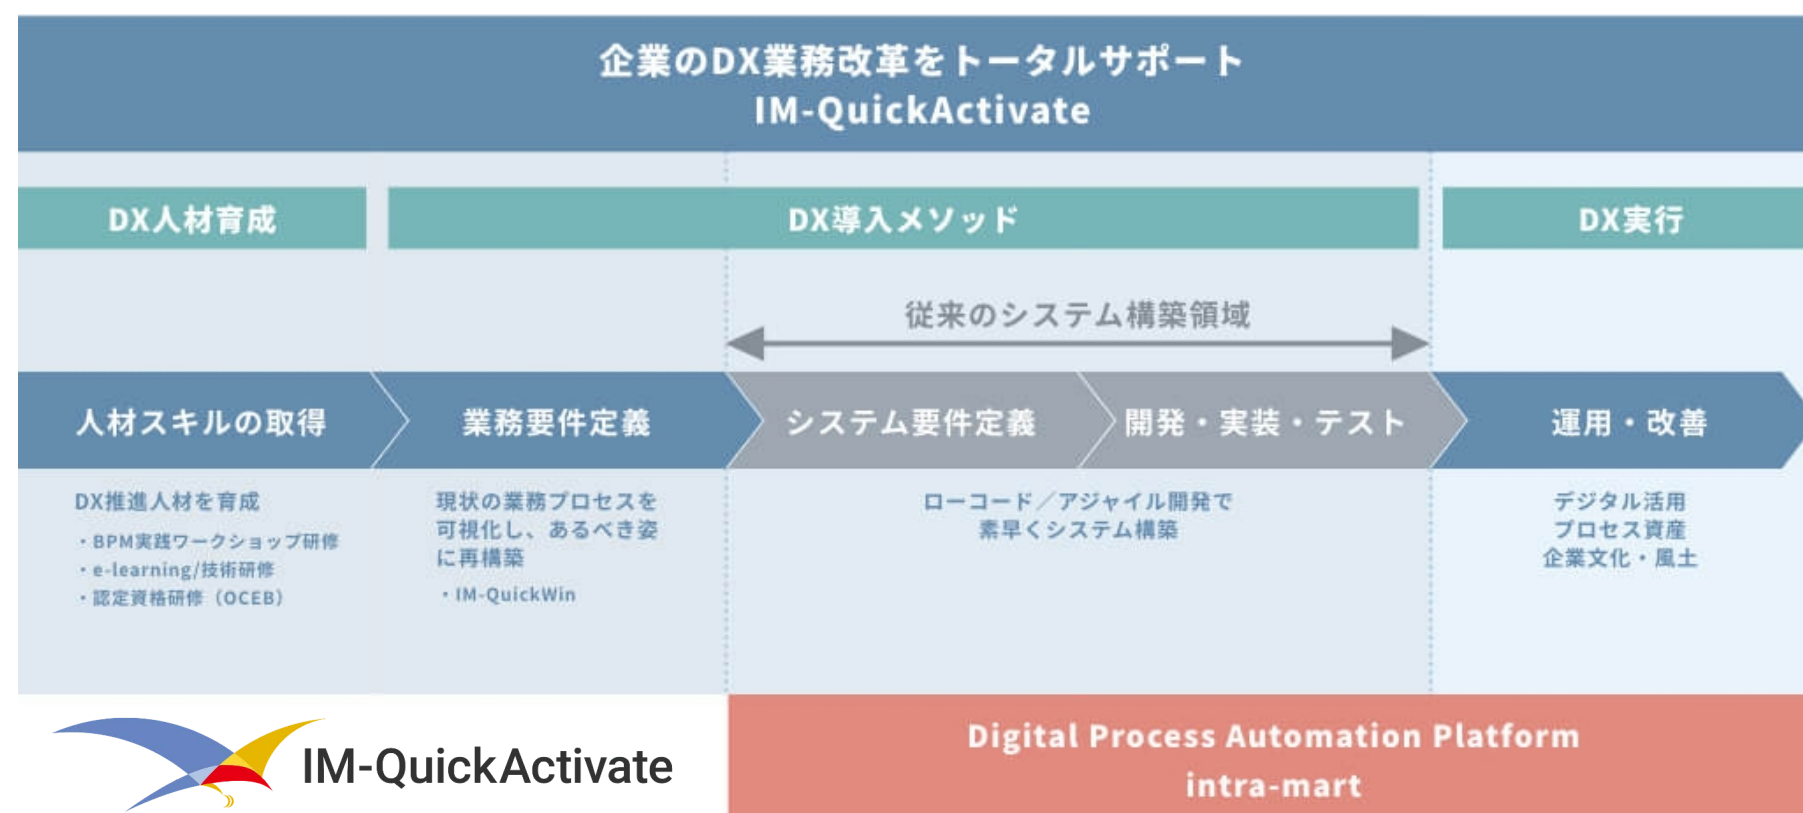 企業のDX業務改革をトータルサポート
IM-QuickActivate
DX人材育成
DX導入メソッド
DX実行
従来のシステム構築領域
人材スキルの取得
業務要件定義
システム要件定義
開発・実装・テスト
運用・改善
DX推進人材を育成
・BPM実践ワークショップ研修
・e-learning/技術研修
・認定資格研修（OCEB）
現状の業務プロセスを
可視化し、あるべき姿
に再構築
・IM-QuickWin
ローコード／アジャイル開発で
素早くシステム構築
デジタル活用
プロセス資産
企業文化・風土
IM-QuickActivate
Digital Process Automation Platform
intra-mart